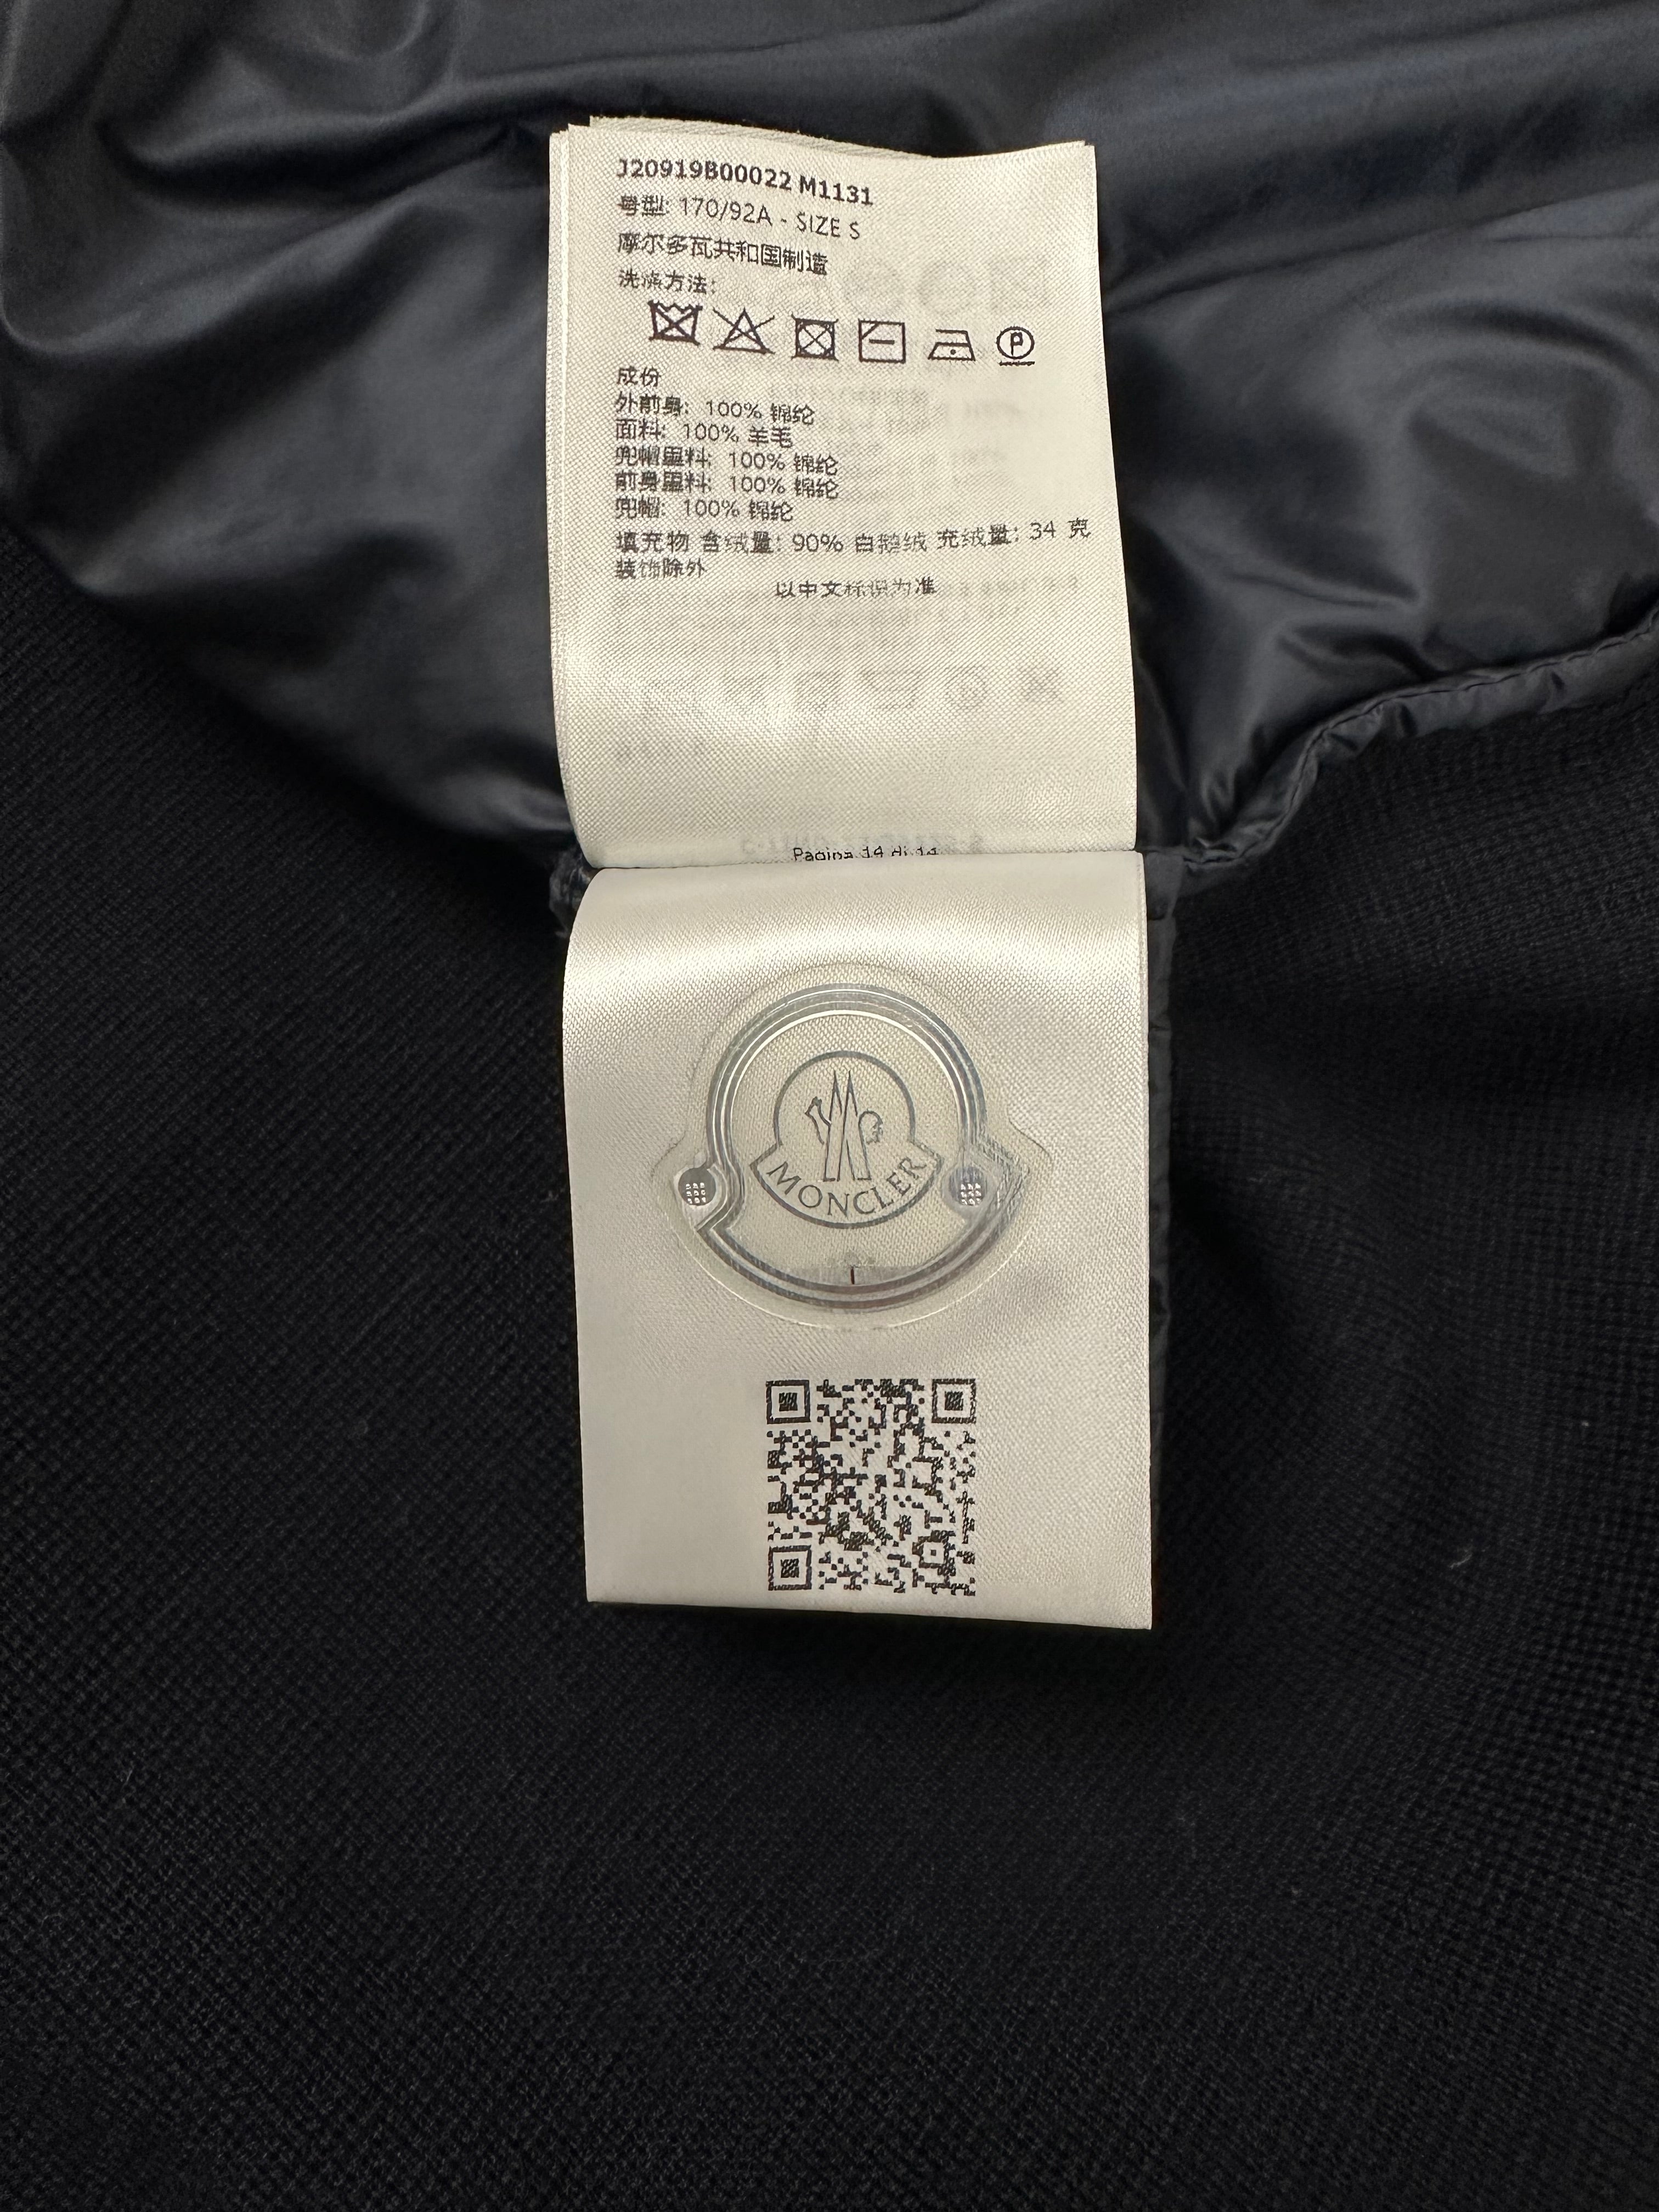 J20919B00022 M1131
号型: 170/92A - SIZE S
摩尔多瓦共和国制造
洗涤方法:
P
成份
外前身: 100% 锦纶
面料: 100% 羊毛
兜帽里料: 100% 锦纶
前身里料: 100% 锦纶
兜帽: 100% 锦纶
填充物 含绒量: 90% 白鹅绒 充绒量: 34 克
装饰除外
以中文标识为准
Pagina 14 di 14
MONCLER